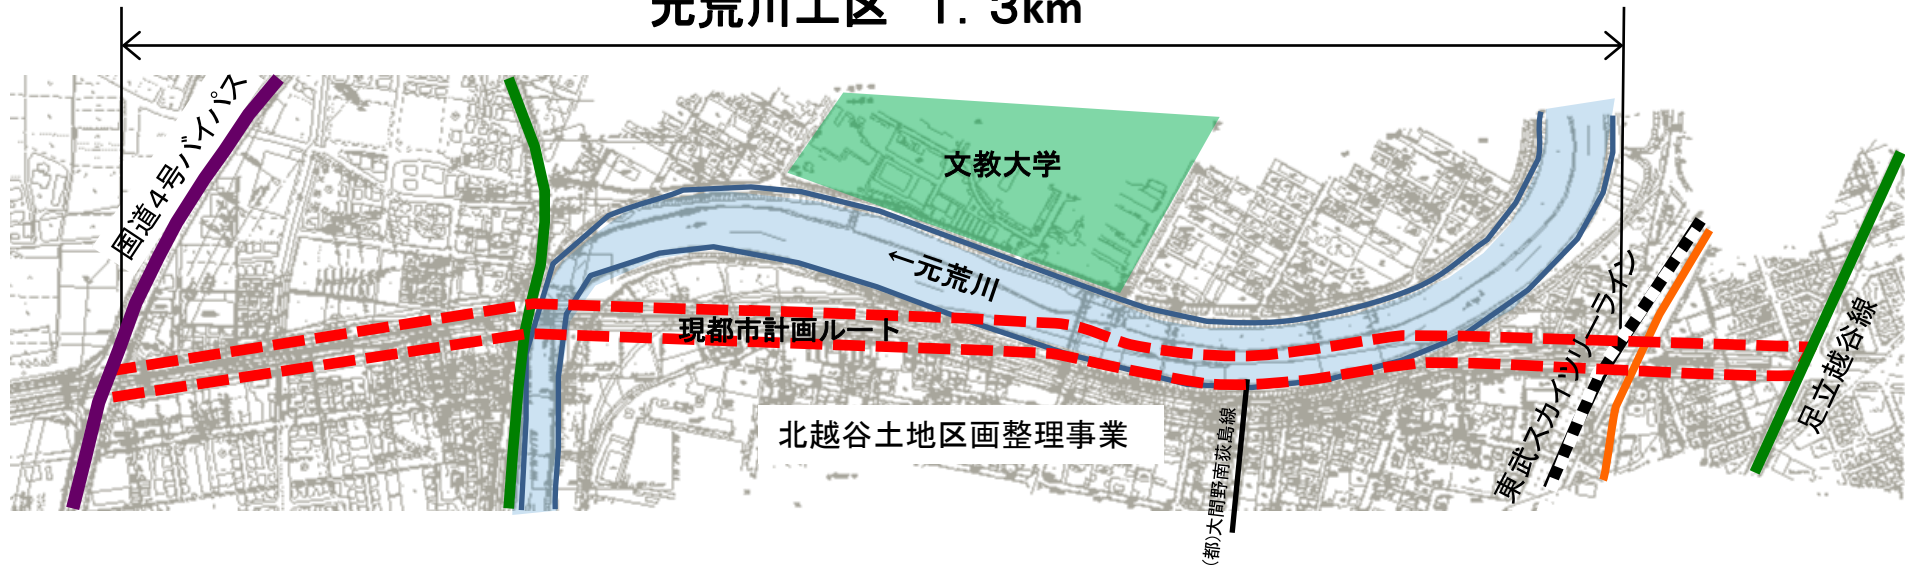 元荒川工区 1.3km
国道4号バイパス
文教大学
←元荒川
現都市計画ルート
北越谷土地区画整理事業
(都)大間野南荻島線
東武スカイツリーライン
足立越谷線